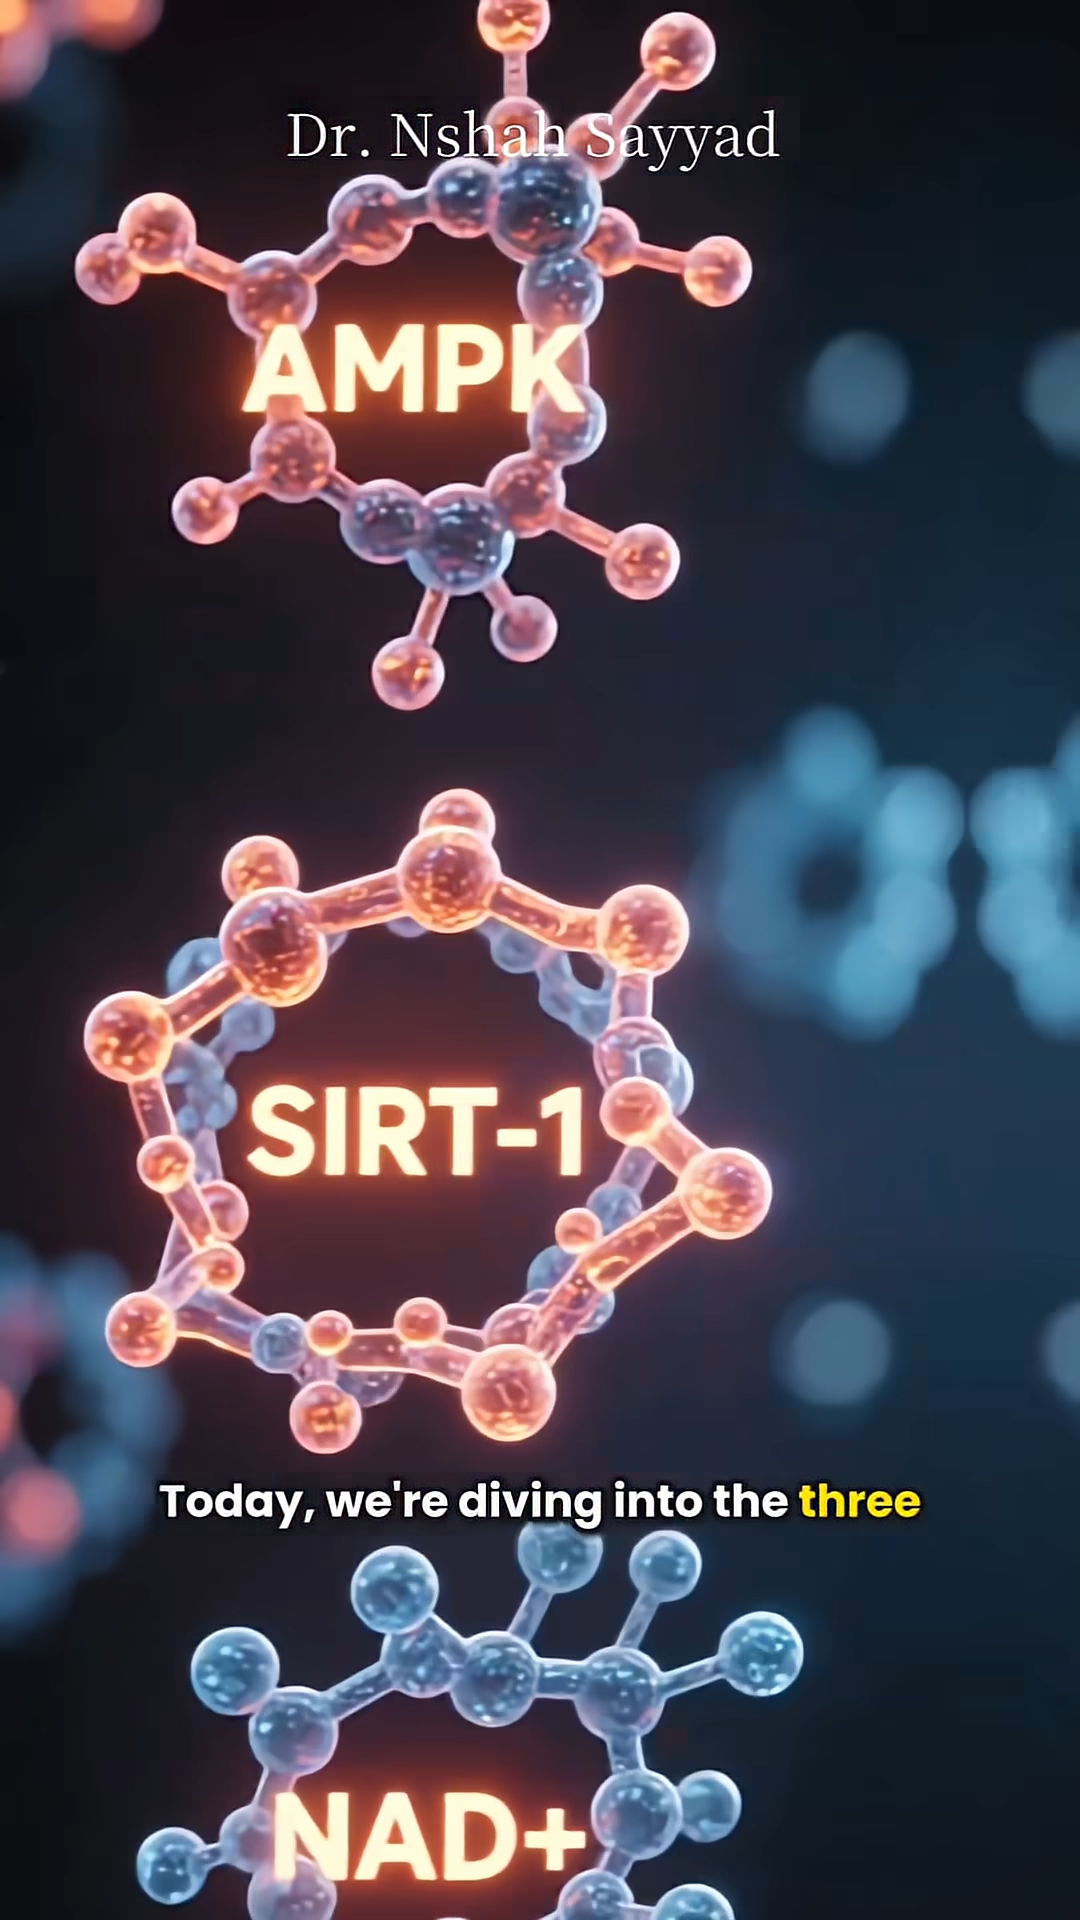 Dr. Nshah Sayyad
AMPK
SIRT-1
Today, we're diving into the three
NAD+